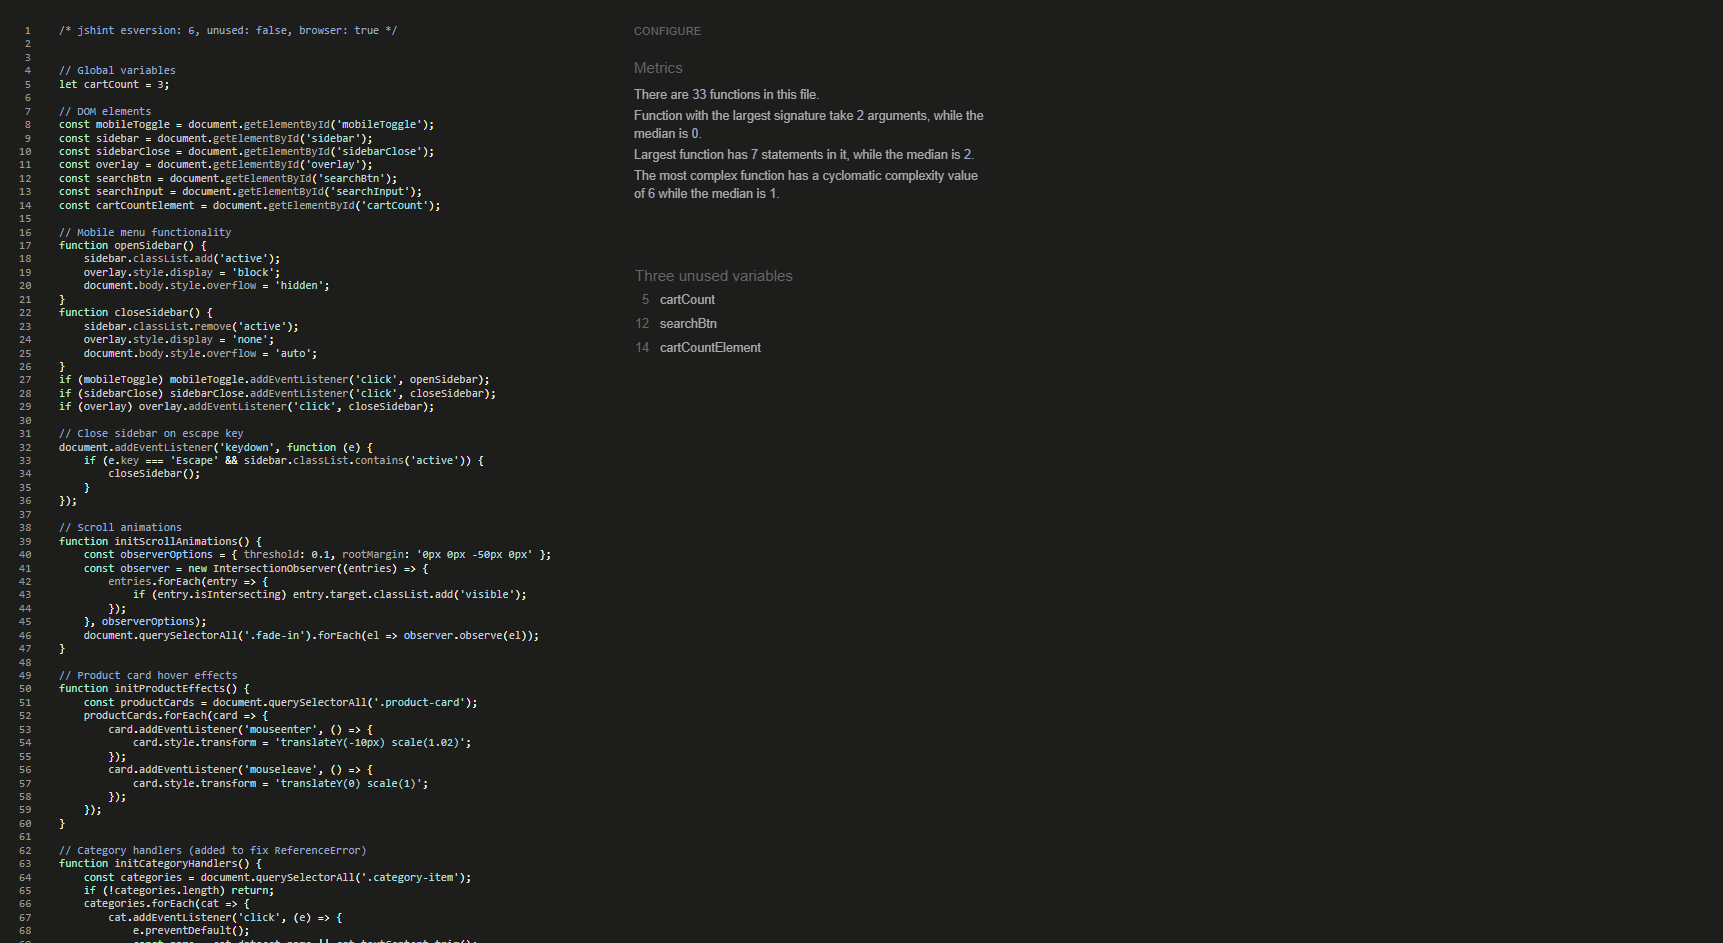 1 /* jshint esversion: 6, unused: false, browser: true */
2
3
4 // Global variables
5 let cartCount = 3;
6
7 // DOM elements
8 const mobileToggle = document.getElementById('mobileToggle');
9 const sidebar = document.getElementById('sidebar');
10 const sidebarClose = document.getElementById('sidebarClose');
11 const overlay = document.getElementById('overlay');
12 const searchBtn = document.getElementById('searchBtn');
13 const searchInput = document.getElementById('searchInput');
14 const cartCountElement = document.getElementById('cartCount');
15
16 // Mobile menu functionality
17 function openSidebar() {
18 sidebar.classList.add('active');
19 overlay.style.display = 'block';
20 document.body.style.overflow = 'hidden';
21 }
22 function closeSidebar() {
23 sidebar.classList.remove('active');
24 overlay.style.display = 'none';
25 document.body.style.overflow = 'auto';
26 }
27 if (mobileToggle) mobileToggle.addEventListener('click', openSidebar);
28 if (sidebarClose) sidebarClose.addEventListener('click', closeSidebar);
29 if (overlay) overlay.addEventListener('click', closeSidebar);
30
31 // Close sidebar on escape key
32 document.addEventListener('keydown', function (e) {
33 if (e.key === 'Escape' && sidebar.classList.contains('active')) {
34 closeSidebar();
35 }
36 });
37
38 // Scroll animations
39 function initScrollAnimations() {
40 const observerOptions = { threshold: 0.1, rootMargin: '0px 0px -50px 0px' };
41 const observer = new IntersectionObserver((entries) => {
42 entries.forEach(entry => {
43 if (entry.isIntersecting) entry.target.classList.add('visible');
44 });
45 }, observerOptions);
46 document.querySelectorAll('.fade-in').forEach(el => observer.observe(el));
47 }
48
49 // Product card hover effects
50 function initProductEffects() {
51 const productCards = document.querySelectorAll('.product-card');
52 productCards.forEach(card => {
53 card.addEventListener('mouseenter', () => {
54 card.style.transform = 'translateY(-10px) scale(1.02)';
55 });
56 card.addEventListener('mouseleave', () => {
57 card.style.transform = 'translateY(0) scale(1)';
58 });
59 });
60 }
61
62 // Category handlers (added to fix ReferenceError)
63 function initCategoryHandlers() {
64 const categories = document.querySelectorAll('.category-item');
65 if (!categories.length) return;
66 categories.forEach(cat => {
67 cat.addEventListener('click', (e) => {
68 e.preventDefault();
CONFIGURE
Metrics
There are 33 functions in this file.
Function with the largest signature take 2 arguments, while the
median is 0.
Largest function has 7 statements in it, while the median is 2.
The most complex function has a cyclomatic complexity value
of 6 while the median is 1.
Three unused variables
5 cartCount
12 searchBtn
14 cartCountElement